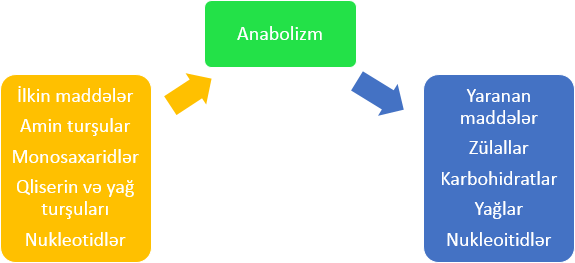 Anabolizm
İlkin maddələr
Amin turşular
Monosaxaridlər
Qliserin və yağ
turşuları
Nukleotidlər
Yaranan
maddələr
Zülallar
Karbohidratlar
Yağlar
Nukleoitidlər